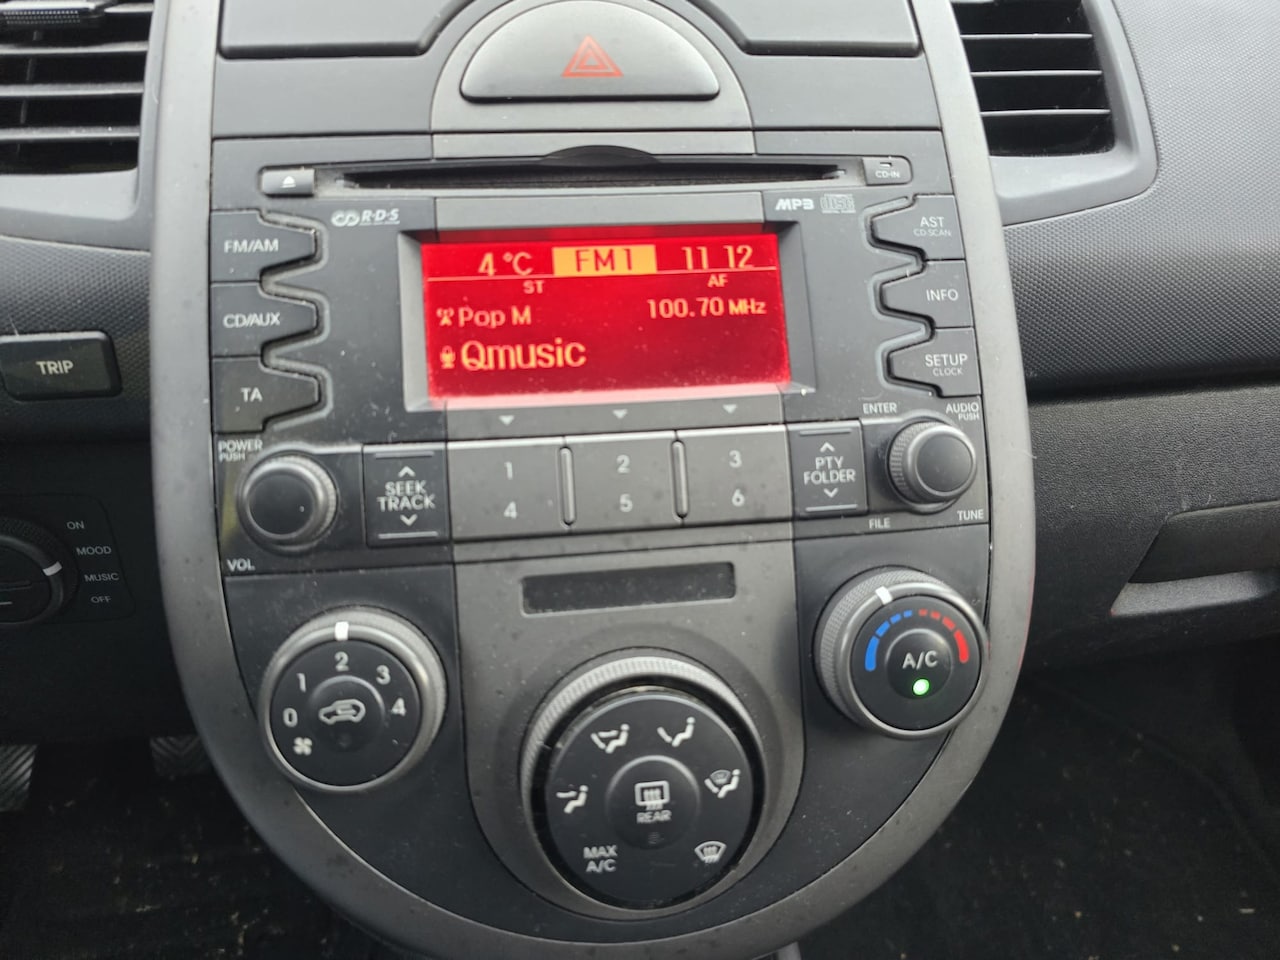 CD-IN
CD R·D·S
MP3
FM/AM
AST
CD-SCAN
4 °C FM1 11 12
ST AF
Pop M 100.70 MHz
Qmusic
CD/AUX
INFO
TRIP
TA
SETUP
CLOCK
POWER
PUSH
SEEK
TRACK
1
2
3
4
5
6
PTY
FOLDER
ENTER
AUDIO
PUSH
FILE
TUNE
VOL
ON
MOOD
MUSIC
OFF
0
1
2
3
4
A/C
REAR
MAX
A/C